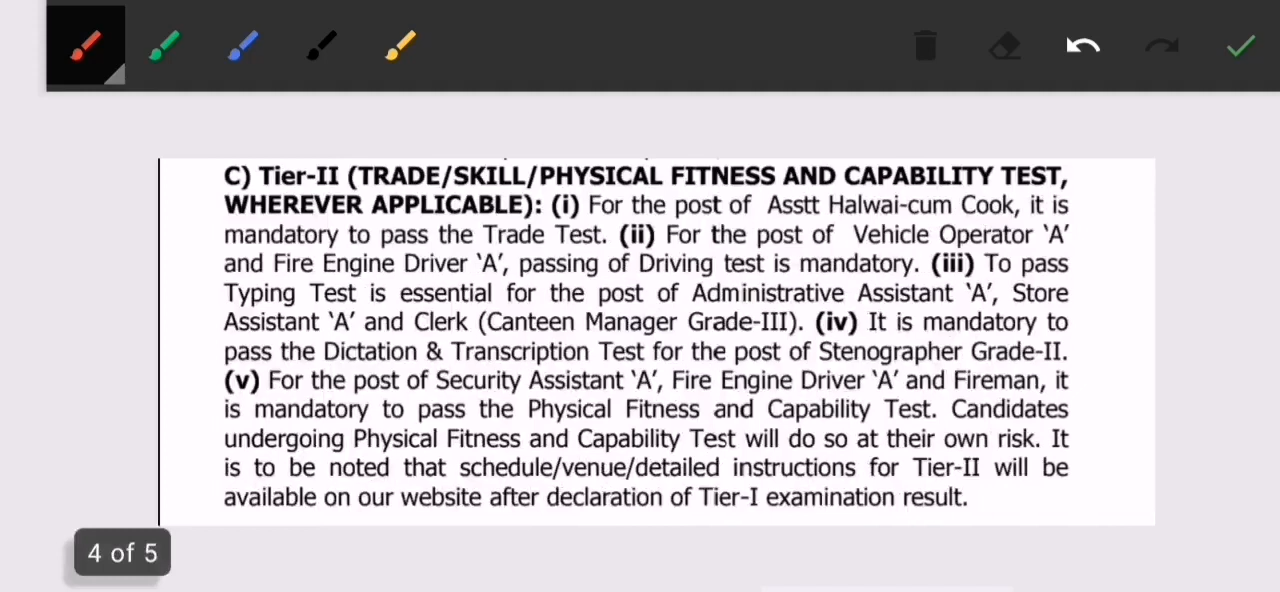 C) Tier-II (TRADE/SKILL/PHYSICAL FITNESS AND CAPABILITY TEST,
WHEREVER APPLICABLE): (i) For the post of Asstt Halwai-cum Cook, it is
mandatory to pass the Trade Test. (ii) For the post of Vehicle Operator ‘A’
and Fire Engine Driver ‘A’, passing of Driving test is mandatory. (iii) To pass
Typing Test is essential for the post of Administrative Assistant ‘A’, Store
Assistant ‘A’ and Clerk (Canteen Manager Grade-III). (iv) It is mandatory to
pass the Dictation & Transcription Test for the post of Stenographer Grade-II.
(v) For the post of Security Assistant ‘A’, Fire Engine Driver ‘A’ and Fireman, it
is mandatory to pass the Physical Fitness and Capability Test. Candidates
undergoing Physical Fitness and Capability Test will do so at their own risk. It
is to be noted that schedule/venue/detailed instructions for Tier-II will be
available on our website after declaration of Tier-I examination result.
4 of 5